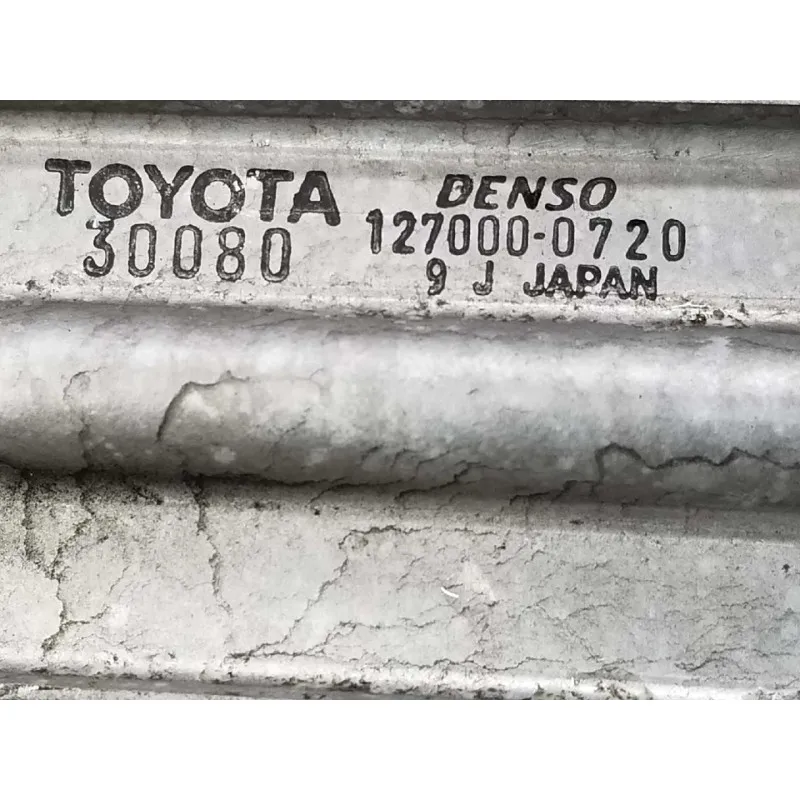 TOYOTA DENSO
30080 127000-0720
9 J JAPAN